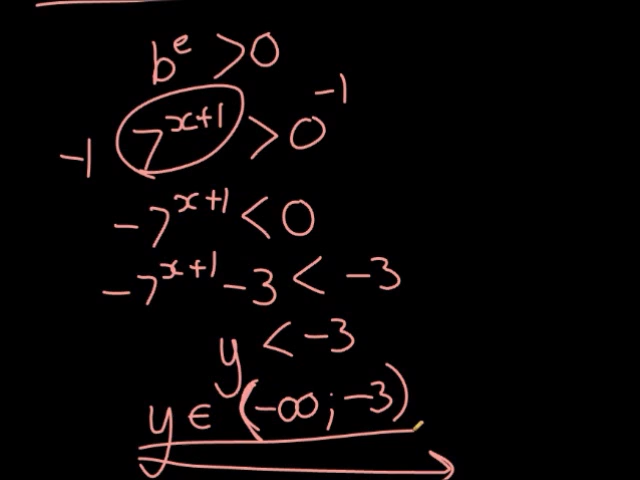 b^e > 0
-1 7^{x+1} > 0 -1
-7^{x+1} < 0
-7^{x+1} - 3 < -3
y < -3
y ∈ (-∞; -3)